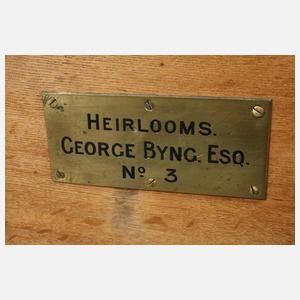 HEIRLOOMS.
GEORGE BYNG. ESQ.
Nº 3